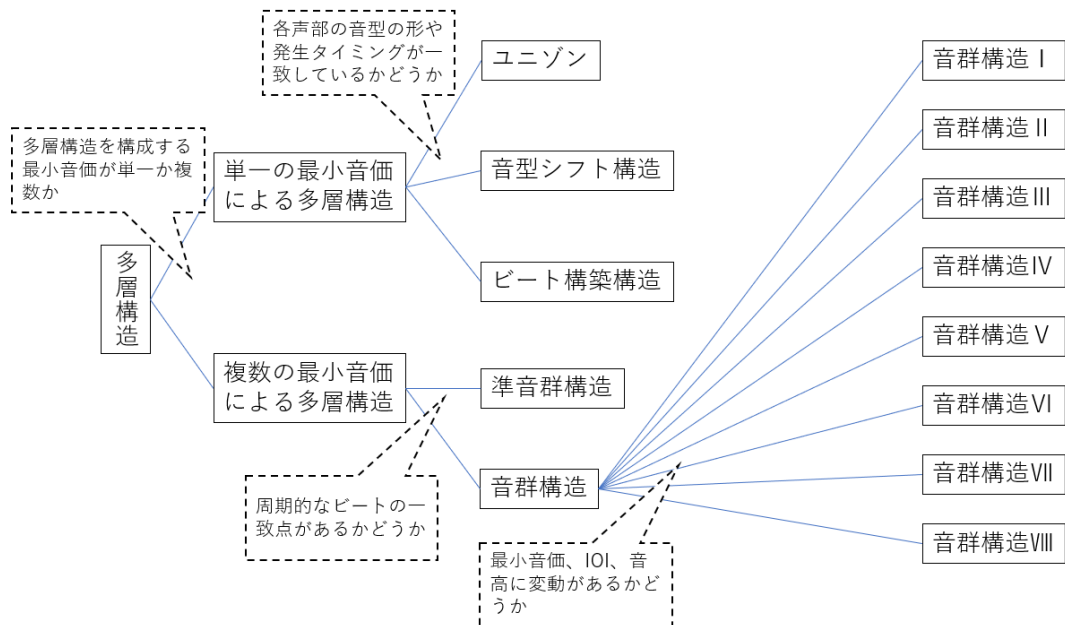 各声部の音型の形や
発生タイミングが一
致しているかどうか
ユニゾン
音群構造Ⅰ
音群構造Ⅱ
多層構造を構成する
最小音価が単一か複
数か
単一の最小音価
による多層構造
音型シフト構造
音群構造Ⅲ
音群構造Ⅳ
多層構造
ビート構築構造
音群構造Ⅴ
複数の最小音価
による多層構造
準音群構造
音群構造Ⅵ
音群構造
音群構造Ⅶ
周期的なビートの一
致点があるかどうか
音群構造Ⅷ
最小音価、IOI、音
高に変動があるかど
うか